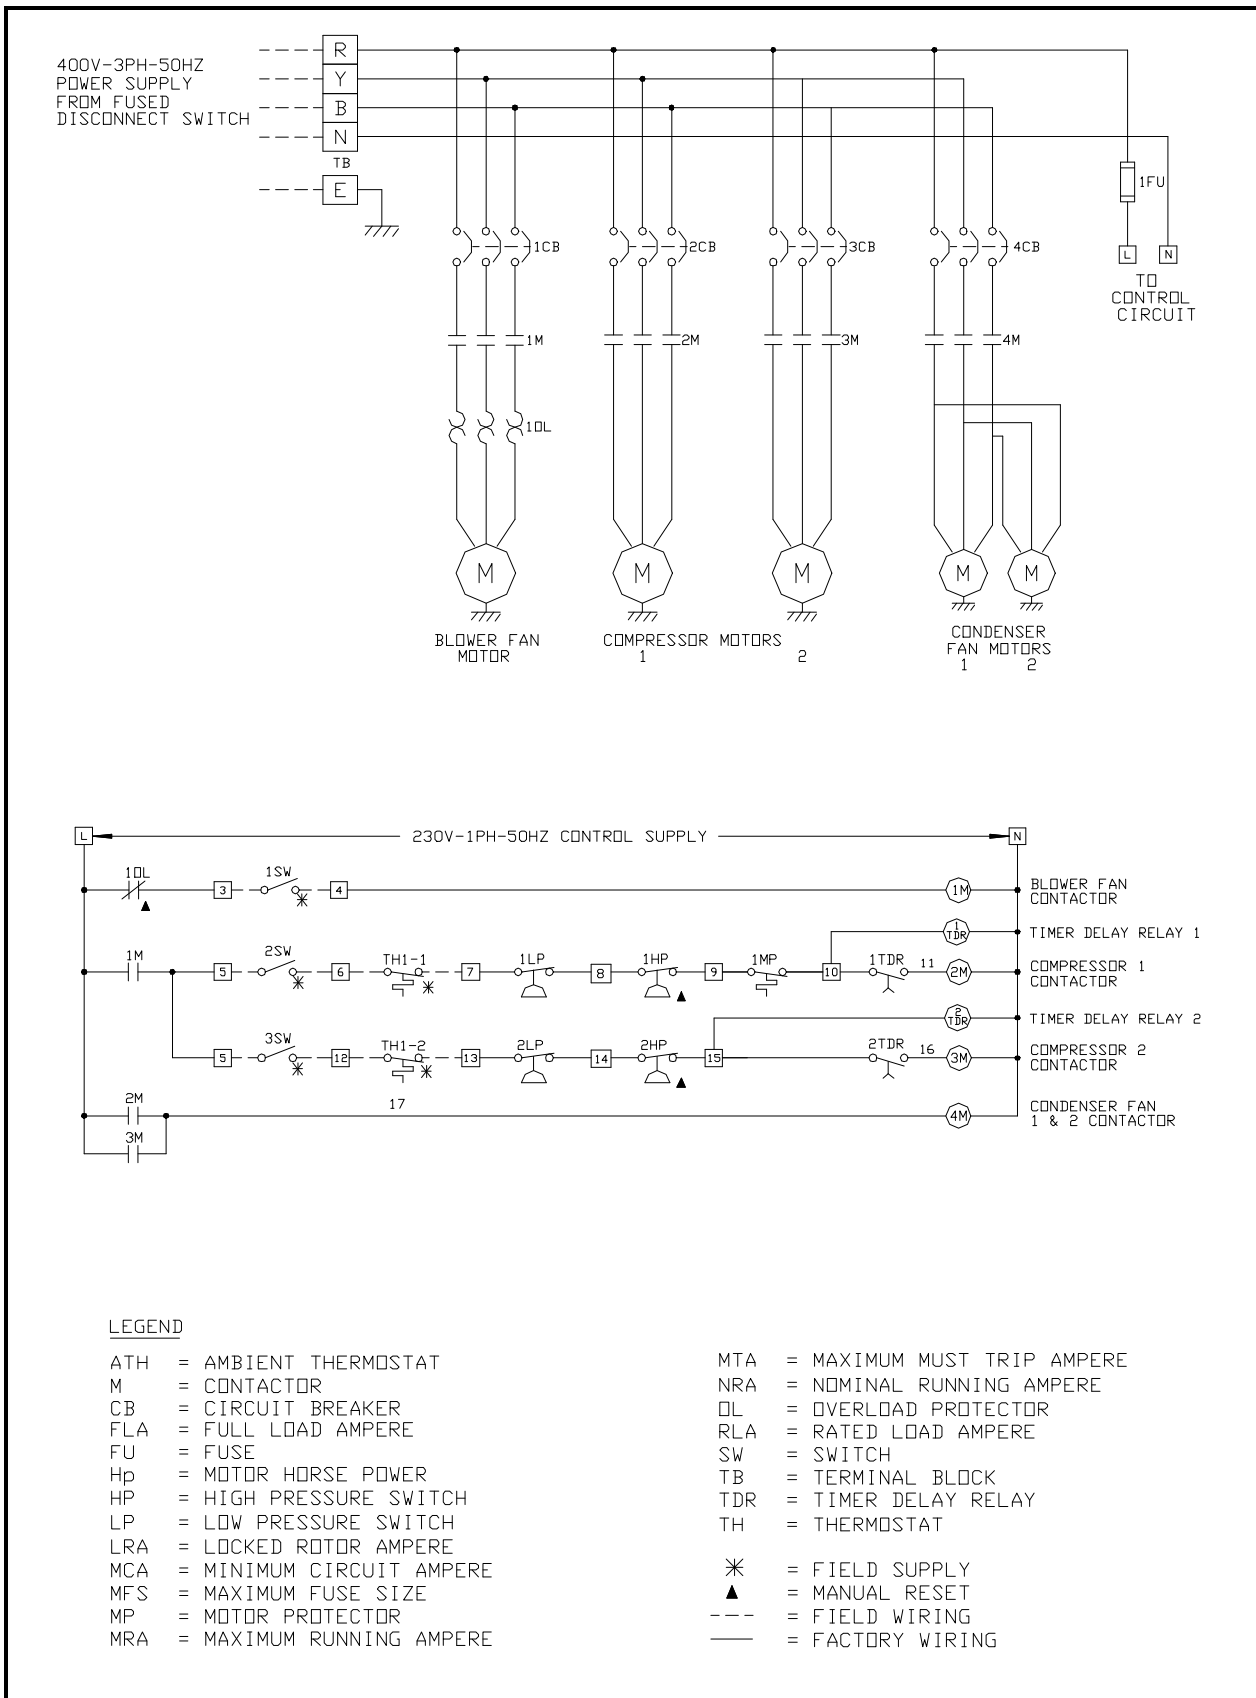 400V-3PH-50HZ
POWER SUPPLY
FROM FUSED
DISCONNECT SWITCH
R
Y
B
N
TB
E
1FU
1CB
2CB
3CB
4CB
L
N
TO
CONTROL
CIRCUIT
1M
2M
3M
4M
1OL
M
M
M
M
M
BLOWER FAN
MOTOR
COMPRESSOR MOTORS
1
2
CONDENSER
FAN MOTORS
1 2
L
230V-1PH-50HZ CONTROL SUPPLY
N
1OL
3
1SW
4
1M
BLOWER FAN
CONTACTOR
1
TDR
TIMER DELAY RELAY 1
1M
5
2SW
6
TH1-1
7
1LP
8
1HP
9
1MP
10
1TDR
11
2M
COMPRESSOR 1
CONTACTOR
2
TDR
TIMER DELAY RELAY 2
5
3SW
12
TH1-2
13
2LP
14
2HP
15
2TDR
16
3M
COMPRESSOR 2
CONTACTOR
2M
17
4M
CONDENSER FAN
1 & 2 CONTACTOR
3M
LEGEND
ATH = AMBIENT THERMOSTAT
M = CONTACTOR
CB = CIRCUIT BREAKER
FLA = FULL LOAD AMPERE
FU = FUSE
Hp = MOTOR HORSE POWER
HP = HIGH PRESSURE SWITCH
LP = LOW PRESSURE SWITCH
LRA = LOCKED ROTOR AMPERE
MCA = MINIMUM CIRCUIT AMPERE
MFS = MAXIMUM FUSE SIZE
MP = MOTOR PROTECTOR
MRA = MAXIMUM RUNNING AMPERE
MTA = MAXIMUM MUST TRIP AMPERE
NRA = NOMINAL RUNNING AMPERE
OL = OVERLOAD PROTECTOR
RLA = RATED LOAD AMPERE
SW = SWITCH
TB = TERMINAL BLOCK
TDR = TIMER DELAY RELAY
TH = THERMOSTAT
= FIELD SUPPLY
▲ = MANUAL RESET
--- = FIELD WIRING
— = FACTORY WIRING